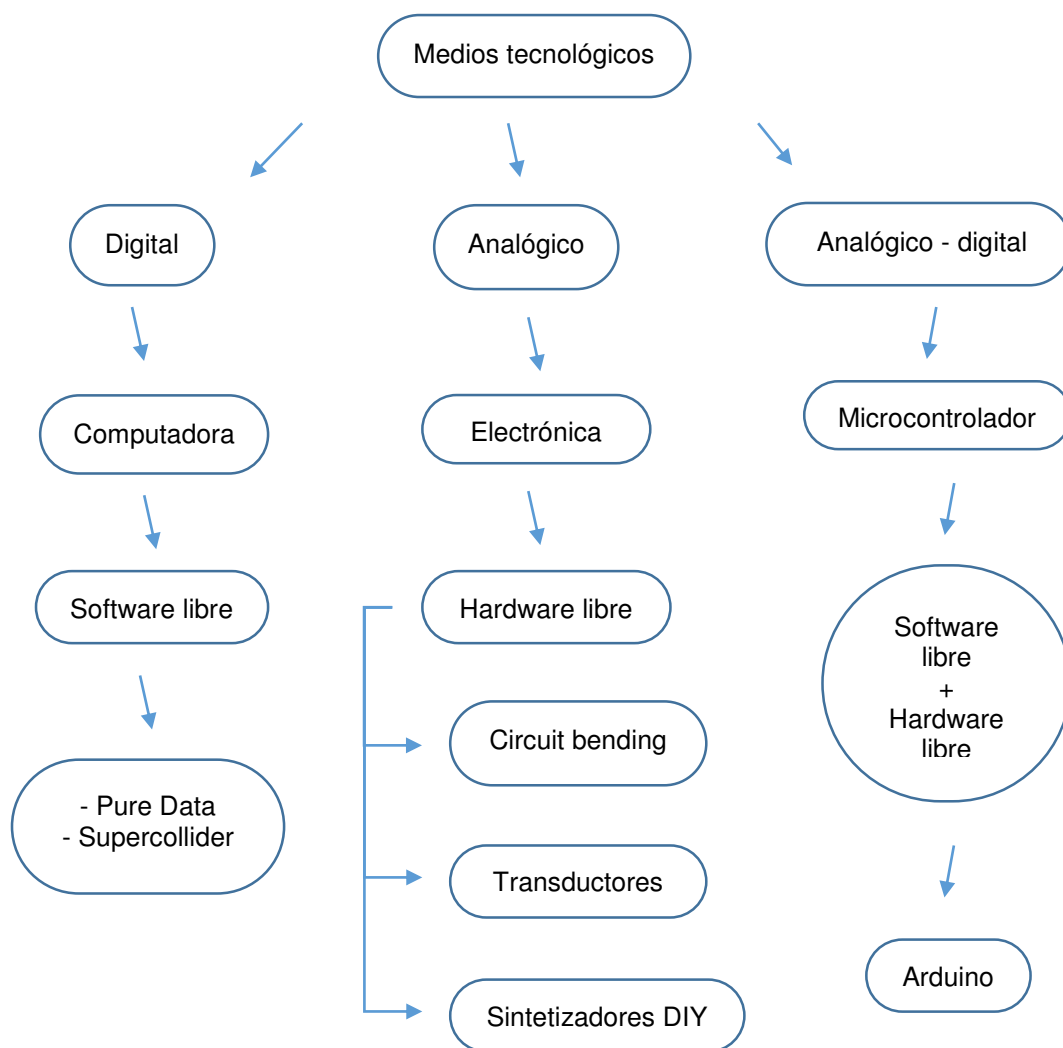 Medios tecnológicos
Digital
Analógico
Analógico - digital
Computadora
Electrónica
Microcontrolador
Software libre
Hardware libre
Software
libre
+
Hardware
libre
- Pure Data
- Supercollider
Circuit bending
Transductores
Sintetizadores DIY
Arduino